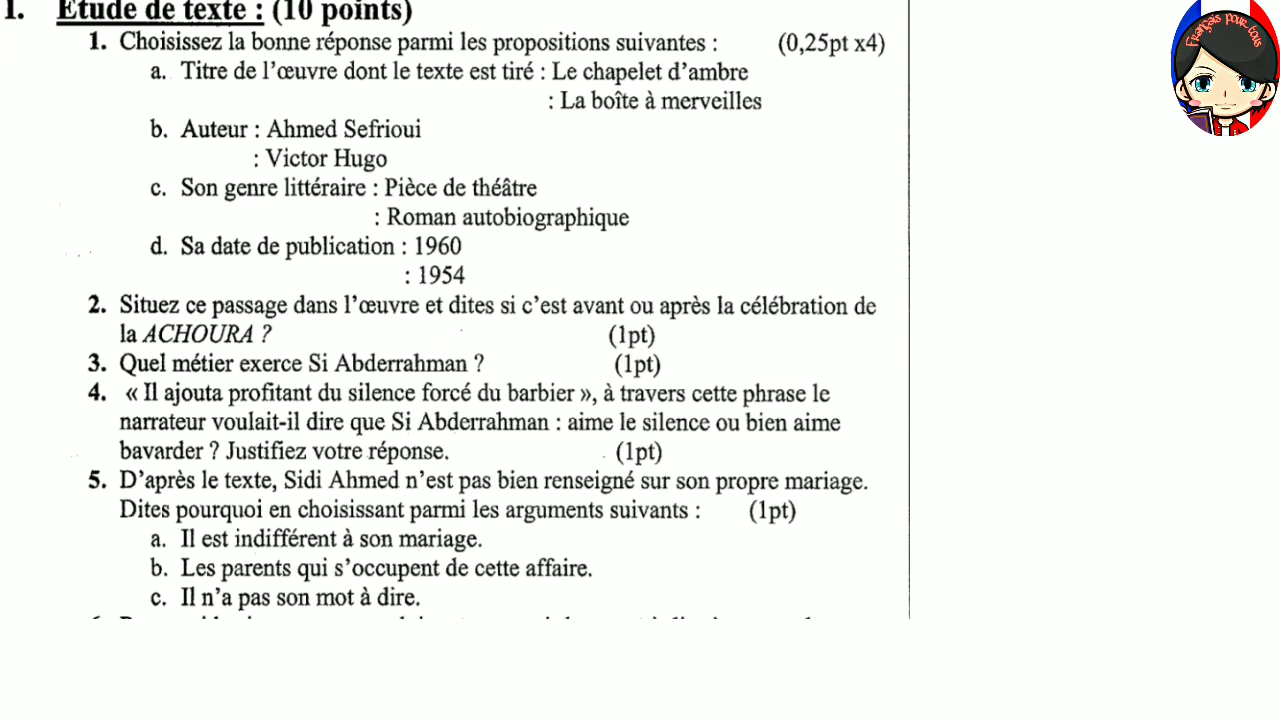 I. Etude de texte : (10 points)
1. Choisissez la bonne réponse parmi les propositions suivantes : (0,25pt x4)
a. Titre de l'œuvre dont le texte est tiré : Le chapelet d'ambre
: La boîte à merveilles
b. Auteur : Ahmed Sefrioui
: Victor Hugo
c. Son genre littéraire : Pièce de théâtre
: Roman autobiographique
d. Sa date de publication : 1960
: 1954
2. Situez ce passage dans l'œuvre et dites si c'est avant ou après la célébration de
la ACHOURA ? (1pt)
3. Quel métier exerce Si Abderrahman ? (1pt)
4. « Il ajouta profitant du silence forcé du barbier », à travers cette phrase le
narrateur voulait-il dire que Si Abderrahman : aime le silence ou bien aime
bavarder ? Justifiez votre réponse. (1pt)
5. D'après le texte, Sidi Ahmed n'est pas bien renseigné sur son propre mariage.
Dites pourquoi en choisissant parmi les arguments suivants : (1pt)
a. Il est indifférent à son mariage.
b. Les parents qui s'occupent de cette affaire.
c. Il n'a pas son mot à dire.
Français pour tous